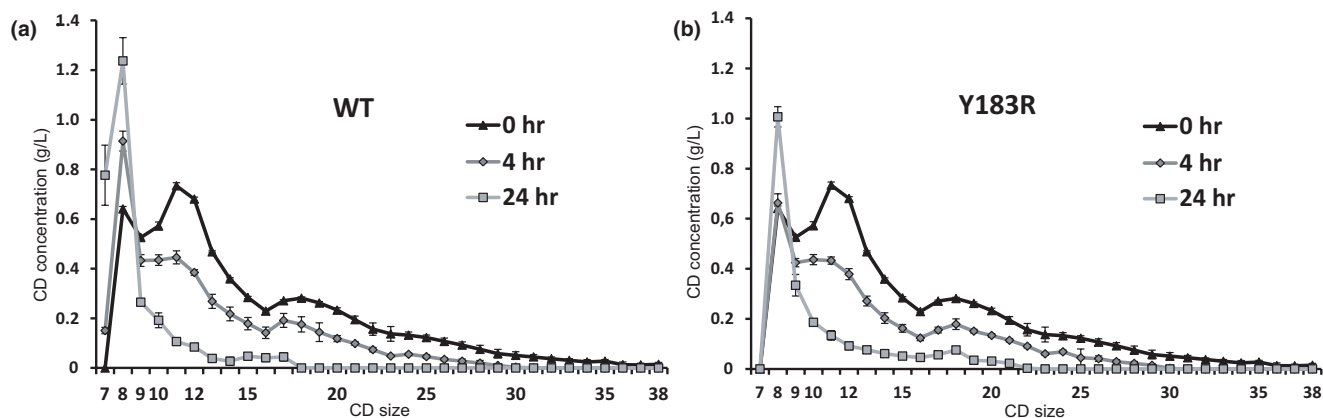 (a)
WT
CD concentration (g/L)
1.4
1.2
1.0
0.8
0.6
0.4
0.2
0
0 hr
4 hr
24 hr
7 8 9 10 12 15 20 25 30 35 38
CD size
(b)
Y183R
CD concentration (g/L)
1.4
1.2
1.0
0.8
0,6
0.4
0.2
0
0 hr
4 hr
24 hr
7 8 9 10 12 15 20 25 30 35 38
CD size